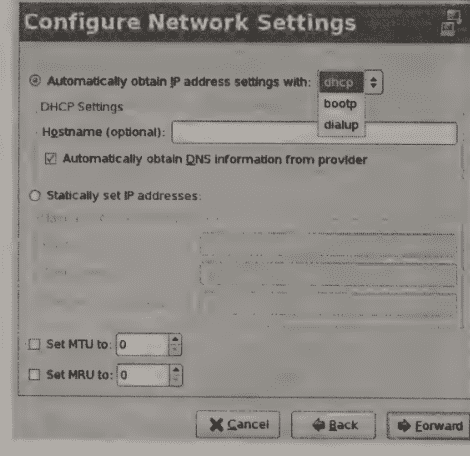 Configure Network Settings
Automatically obtain IP address settings with: dhcp
bootp
dialup
DHCP Settings
Hostname (optional):
Automatically obtain DNS information from provider
Statically set IP addresses:
Set MTU to: 0
Set MRU to: 0
Cancel
Back
Forward